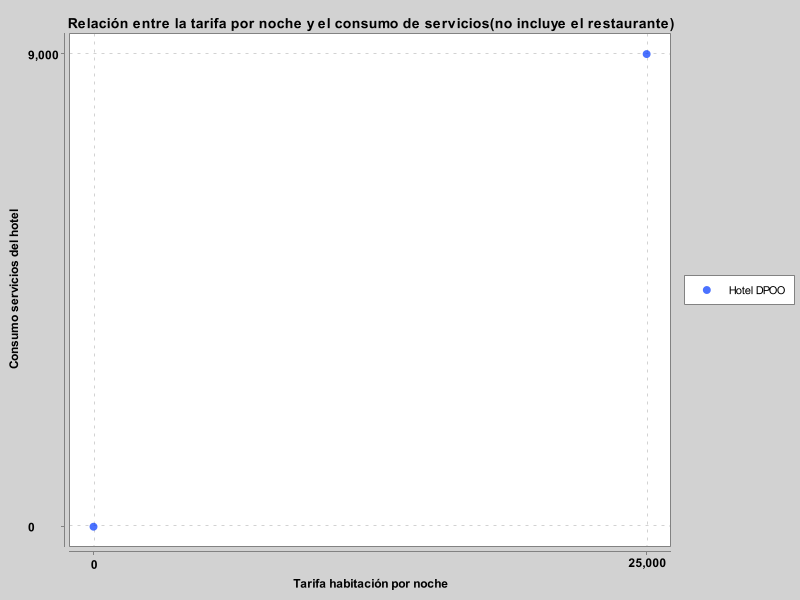 Relación entre la tarifa por noche y el consumo de servicios(no incluye el restaurante)
9,000
Consumo servicios del hotel
Hotel DPOO
0
0
25,000
Tarifa habitación por noche